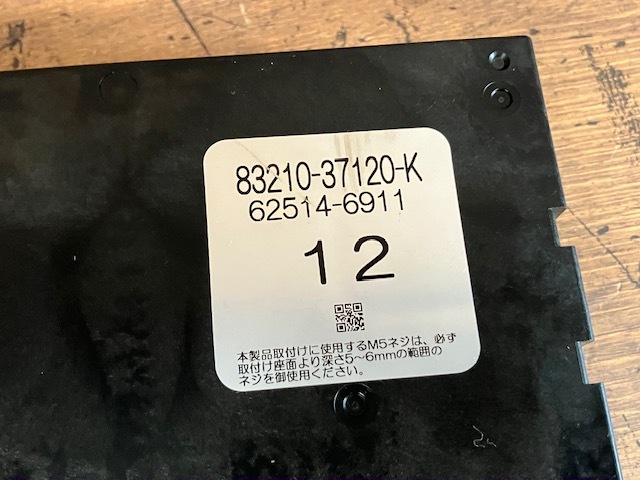 83210-37120-K
62514-6911
12
本製品取付けに使用するM5ネジは、必ず
取付け座面より深さ5～6mmの範囲の
ネジを御使用ください。